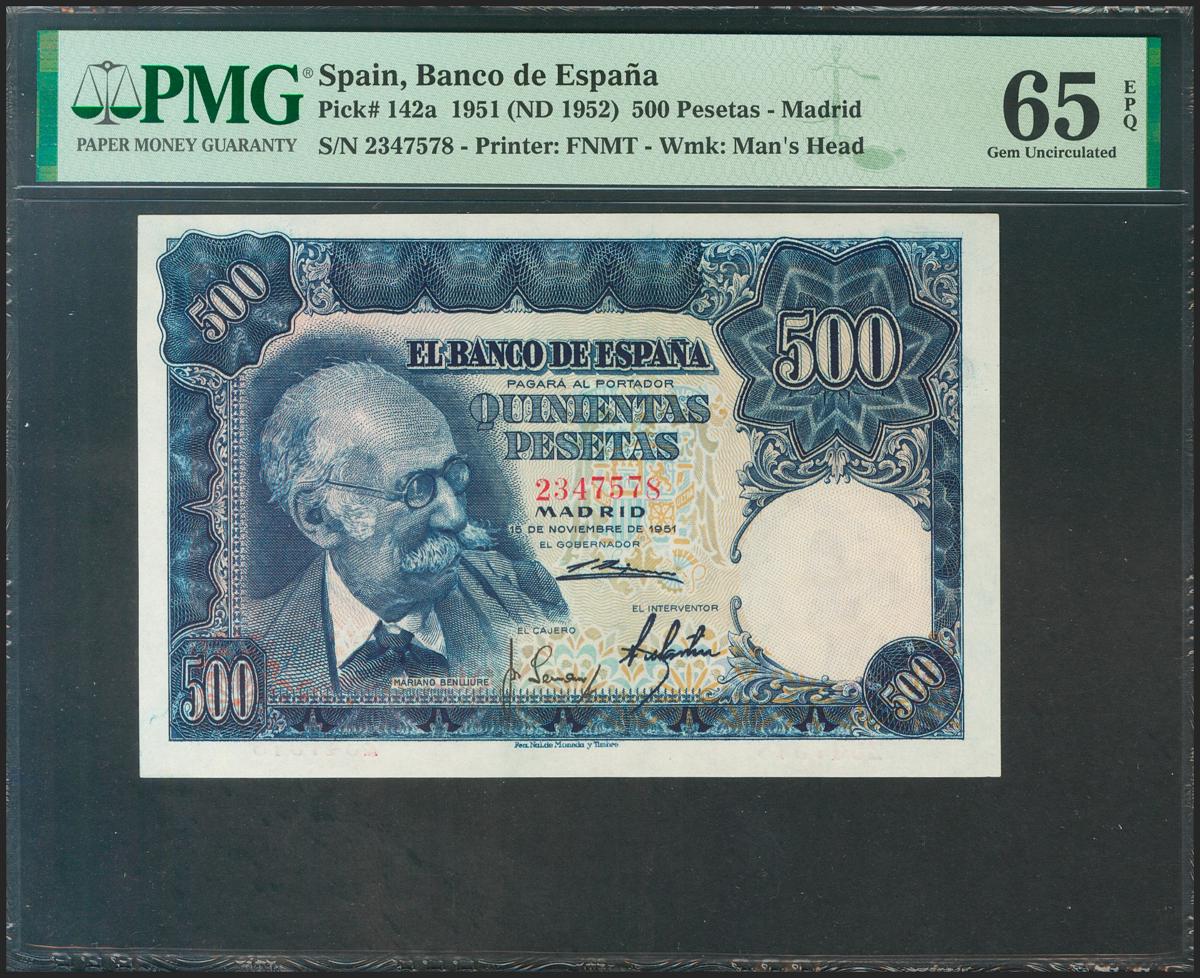 PMG®
PAPER MONEY GUARANTY
Spain, Banco de España
Pick# 142a 1951 (ND 1952) 500 Pesetas - Madrid
S/N 2347578 - Printer: FNMT - Wmk: Man's Head
65 EPQ
Gem Uncirculated
500
500
EL BANCO DE ESPAÑA
PAGARÁ AL PORTADOR
QUINIENTAS
PESETAS
2347578
MADRID
15 DE NOVIEMBRE DE 1951
EL GOBERNADOR
EL INTERVENTOR
EL CAJERO
MARIANO BENLLIURE
500
500
Fca. Nal. de Moneda y Timbre